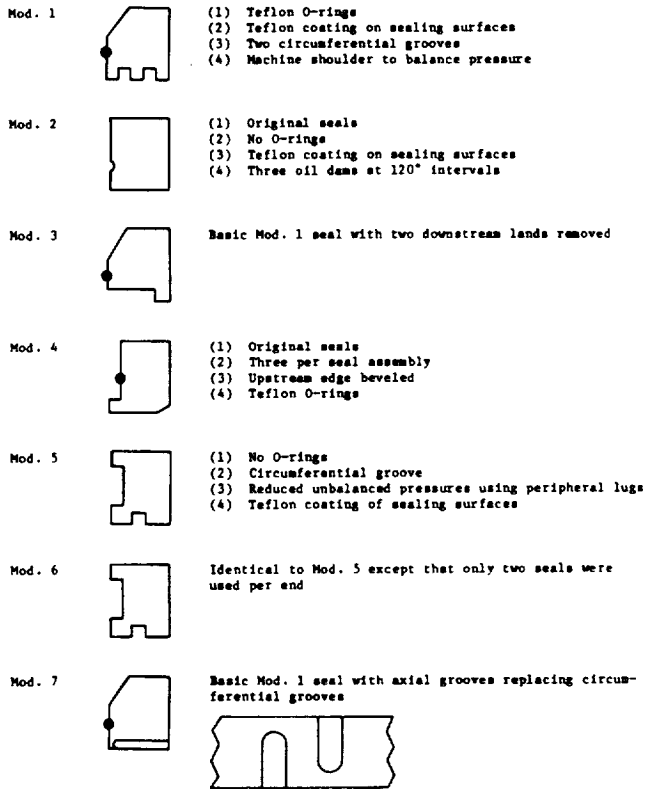 Mod. 1
(1) Teflon O-rings
(2) Teflon coating on sealing surfaces
(3) Two circumferential grooves
(4) Machine shoulder to balance pressure
Mod. 2
(1) Original seals
(2) No O-rings
(3) Teflon coating on sealing surfaces
(4) Three oil dams at 120° intervals
Mod. 3
Basic Mod. 1 seal with two downstream lands removed
Mod. 4
(1) Original seals
(2) Three per seal assembly
(3) Upstream edge beveled
(4) Teflon O-rings
Mod. 5
(1) No O-rings
(2) Circumferential groove
(3) Reduced unbalanced pressures using peripheral lugs
(4) Teflon coating of sealing surfaces
Mod. 6
Identical to Mod. 5 except that only two seals were
used per end
Mod. 7
Basic Mod. 1 seal with axial grooves replacing circum-
ferential grooves